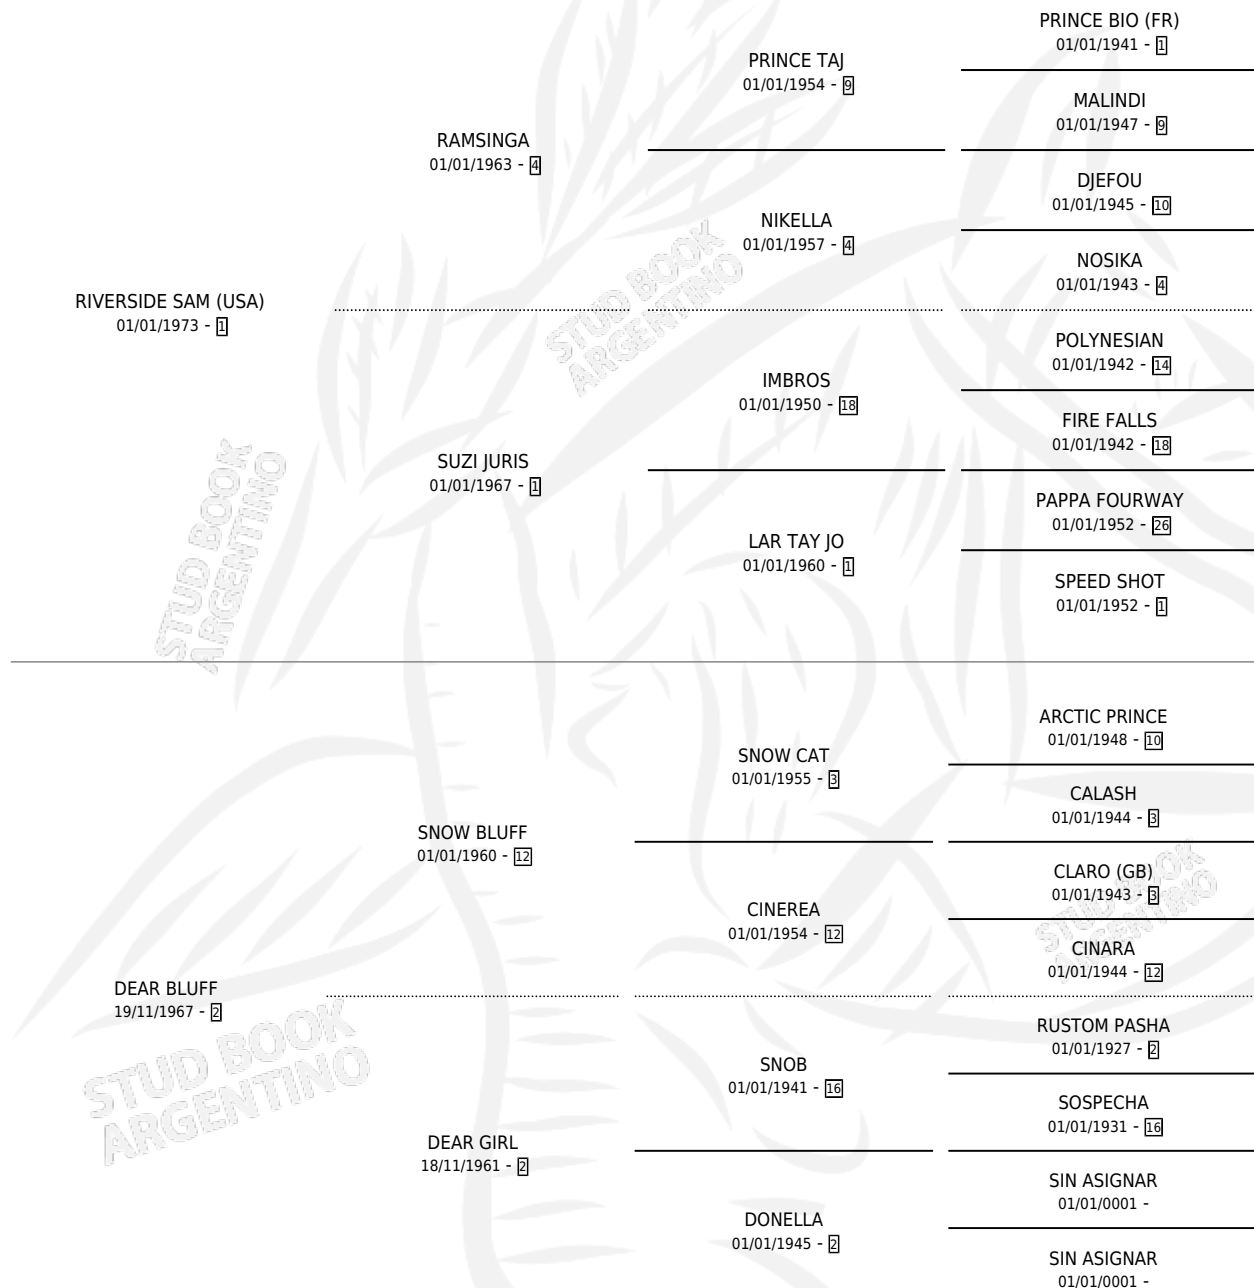 PRINCE BIO (FR)
01/01/1941 - 1
PRINCE TAJ
01/01/1954 - 9
MALINDI
01/01/1947 - 9
RAMSINGA
01/01/1963 - 4
DJEFOU
01/01/1945 - 10
NIKELLA
01/01/1957 - 4
NOSIKA
01/01/1943 - 4
RIVERSIDE SAM (USA)
01/01/1973 - 1
POLYNESIAN
01/01/1942 - 14
IMBROS
01/01/1950 - 18
FIRE FALLS
01/01/1942 - 18
SUZI JURIS
01/01/1967 - 1
PAPPA FOURWAY
01/01/1952 - 26
LAR TAY JO
01/01/1960 - 1
SPEED SHOT
01/01/1952 - 1
STUD BOOK
ARGENTINO
STUD BOOK
ARGENTINO
ARCTIC PRINCE
01/01/1948 - 10
SNOW CAT
01/01/1955 - 3
CALASH
01/01/1944 - 3
SNOW BLUFF
01/01/1960 - 12
CLARO (GB)
01/01/1943 - 3
CINEREA
01/01/1954 - 12
CINARA
01/01/1944 - 12
DEAR BLUFF
19/11/1967 - 2
RUSTOM PASHA
01/01/1927 - 2
SNOB
01/01/1941 - 16
SOSPECHA
01/01/1931 - 16
DEAR GIRL
18/11/1961 - 2
SIN ASIGNAR
01/01/0001 -
DONELLA
01/01/1945 - 2
SIN ASIGNAR
01/01/0001 -
STUD BOOK
ARGENTINO
STUD BOOK
ARGENTINO